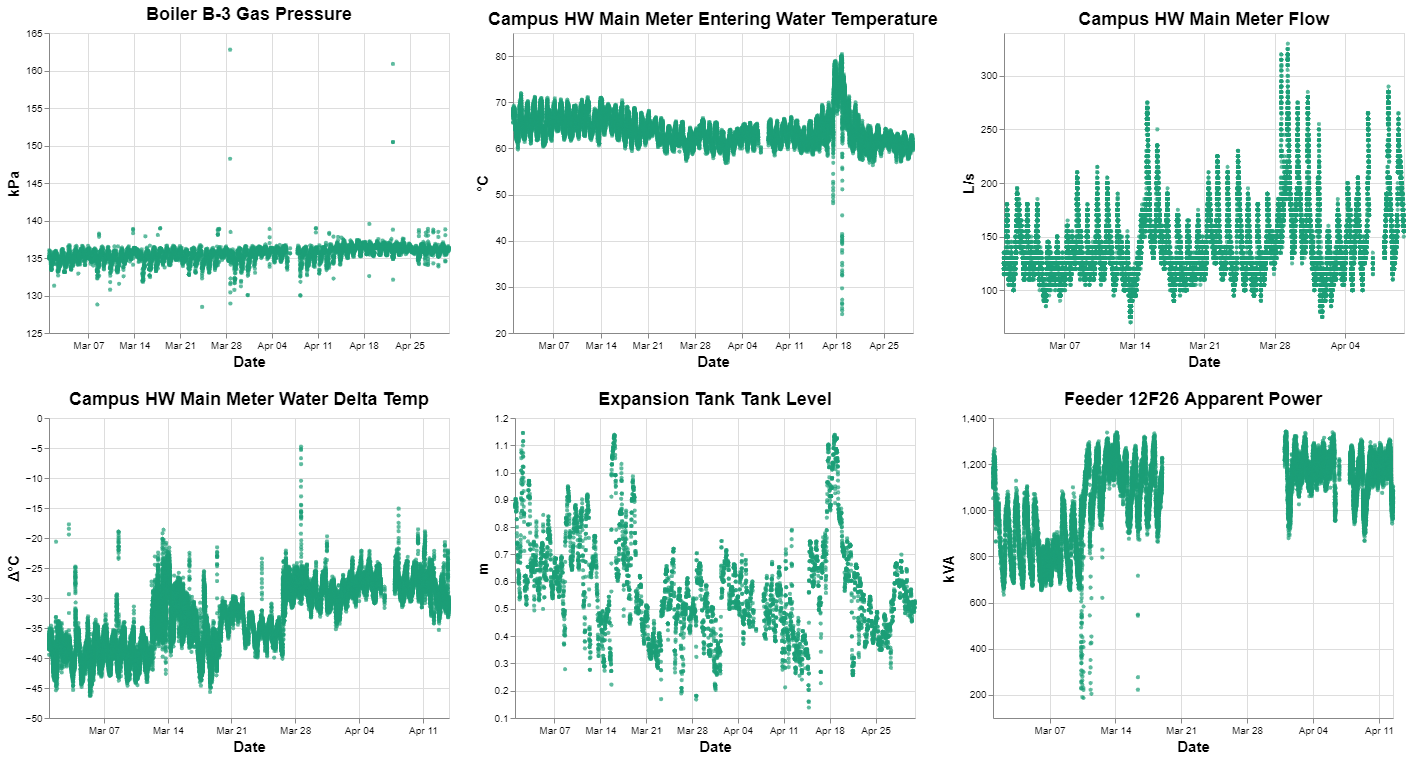 Boiler B-3 Gas Pressure
165
160
155
150
145
140
135
130
125
kPa
Mar 07 Mar 14 Mar 21 Mar 28 Apr 04 Apr 11 Apr 18 Apr 25
Date
Campus HW Main Meter Entering Water Temperature
80
70
60
50
40
30
20
°C
Mar 07 Mar 14 Mar 21 Mar 28 Apr 04 Apr 11 Apr 18 Apr 25
Date
Campus HW Main Meter Flow
300
250
200
150
100
L/s
Mar 07 Mar 14 Mar 21 Mar 28 Apr 04
Date
Campus HW Main Meter Water Delta Temp
0
−5
−10
−15
−20
−25
−30
−35
−40
−45
−50
Δ°C
Mar 07 Mar 14 Mar 21 Mar 28 Apr 04 Apr 11
Date
Expansion Tank Tank Level
1.2
1.1
1.0
0.9
0.8
0.7
0.6
0.5
0.4
0.3
0.2
0.1
m
Mar 07 Mar 14 Mar 21 Mar 28 Apr 04 Apr 11 Apr 18 Apr 25
Date
Feeder 12F26 Apparent Power
1,400
1,200
1,000
800
600
400
200
kVA
Mar 07 Mar 14 Mar 21 Mar 28 Apr 04 Apr 11
Date